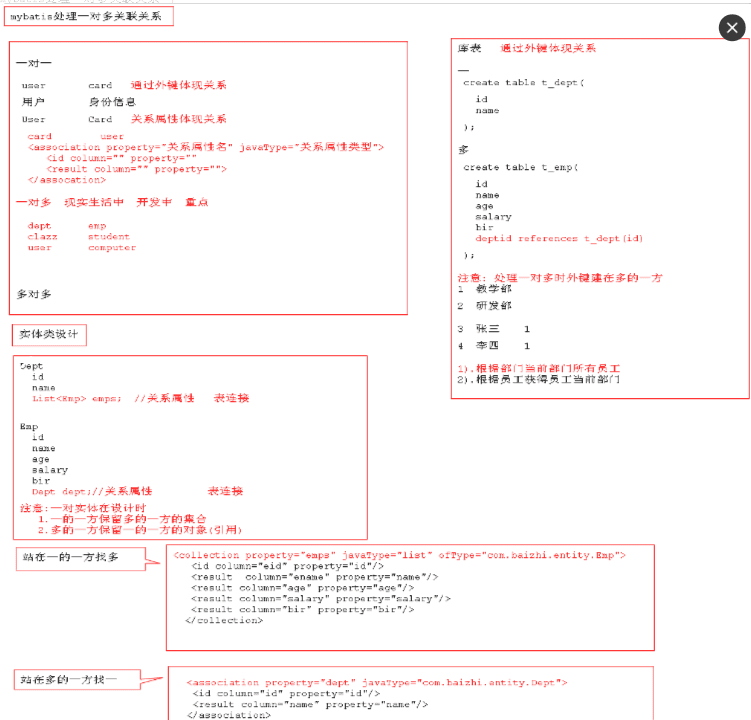 mybatis处理一对多关联关系
一对一
user card 通过外键体现关系
用户 身份信息
User Card 关系属性体现关系
card user
<association property="关系属性名" javaType="关系属性类型">
<id column="" property=""
<result column="" property="">
</assocation>
一对多 现实生活中 开发中 重点
dept emp
clazz student
user computer
多对多
库表 通过外键体现关系
一
create table t_dept(
id
name
);
多
create table t_emp(
id
name
age
salary
bir
deptid references t_dept(id)
);
注意: 处理一对多时外键建在多的一方
1 教学部
2 研发部
3 张三 1
4 李四 1
1).根据部门当前部门所有员工
2).根据员工获得员工当前部门
实体类设计
Dept
id
name
List<Emp> emps; //关系属性 表连接
Emp
id
name
age
salary
bir
Dept dept;//关系属性 表连接
注意:一对实体在设计时
1.一的一方保留多的一方的集合
2.多的一方保留一的一方的对象(引用)
站在一的一方找多
<collection property="emps" javaType="list" ofType="com.baizhi.entity.Emp">
<id column="eid" property="id"/>
<result column="ename" property="name"/>
<result column="age" property="age"/>
<result column="salary" property="salary"/>
<result column="bir" property="bir"/>
</collection>
站在多的一方找一
<association property="dept" javaType="com.baizhi.entity.Dept">
<id column="id" property="id"/>
<result column="name" property="name"/>
</association>